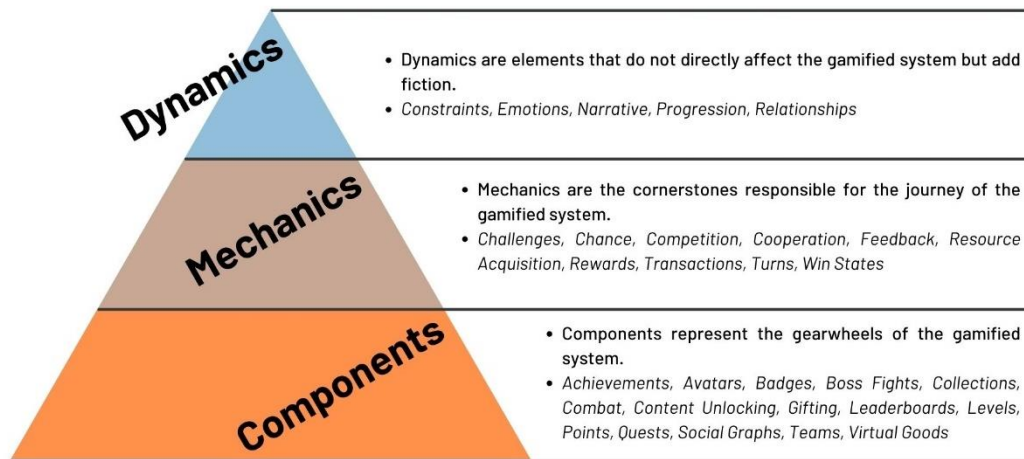 Dynamics
• Dynamics are elements that do not directly affect the gamified system but add
fiction.
• Constraints, Emotions, Narrative, Progression, Relationships
Mechanics
• Mechanics are the cornerstones responsible for the journey of the
gamified system.
• Challenges, Chance, Competition, Cooperation, Feedback, Resource
Acquisition, Rewards, Transactions, Turns, Win States
Components
• Components represent the gearwheels of the gamified
system.
• Achievements, Avatars, Badges, Boss Fights, Collections,
Combat, Content Unlocking, Gifting, Leaderboards, Levels,
Points, Quests, Social Graphs, Teams, Virtual Goods